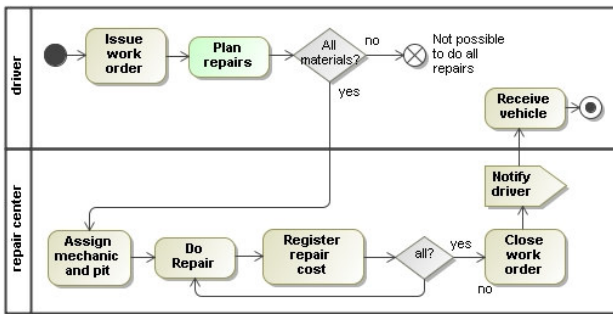 driver
Issue
work
order
Plan
repairs
All
materials?
no
Not possible
to do all
repairs
yes
Receive
vehicle
repair center
Assign
mechanic
and pit
Do
Repair
Register
repair
cost
all?
yes
no
Close
work
order
Notify
driver